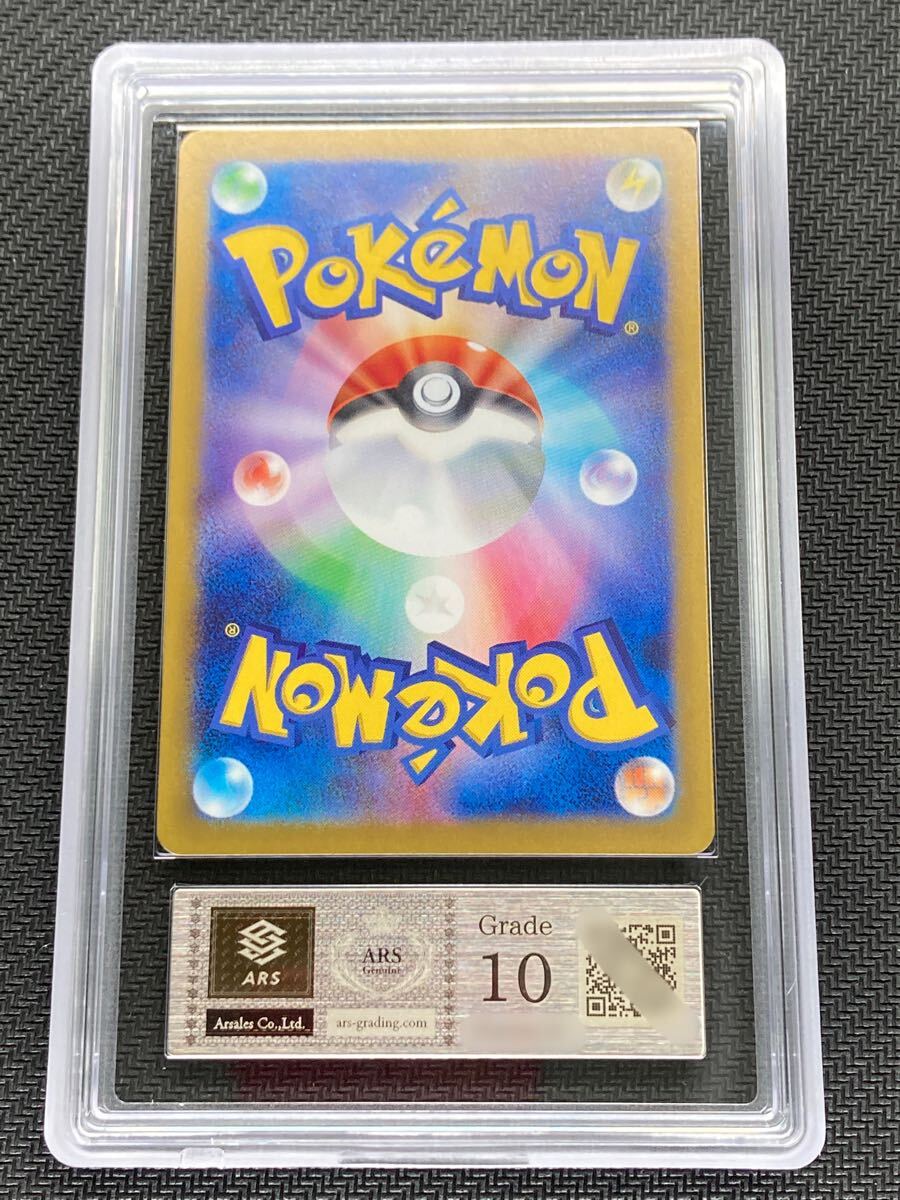 POKéMON
®
®
POKéMON
ARS
Arsales Co.,Ltd.
ARS
Genuine
ars-grading.com
Grade
10